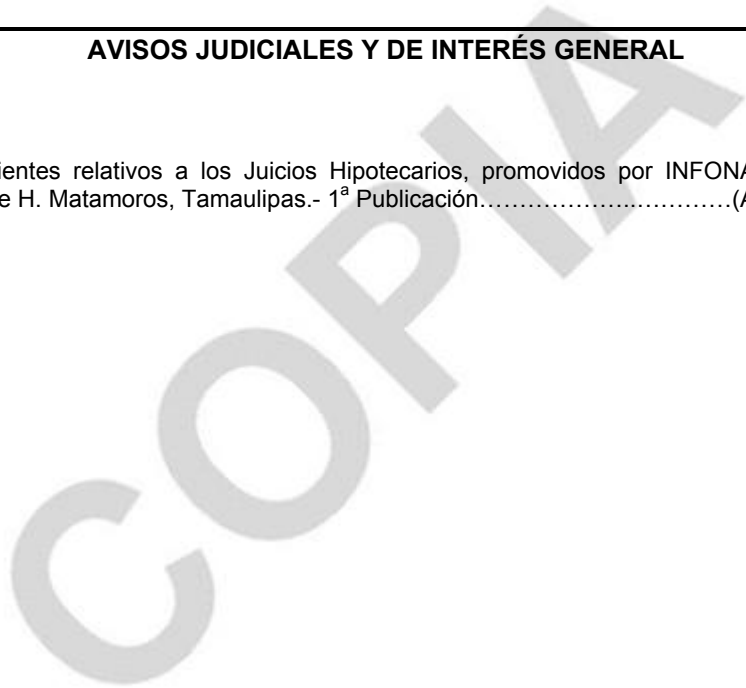 AVISOS JUDICIALES Y DE INTERÉS GENERAL
ientes relativos a los Juicios Hipotecarios, promovidos por INFONA
e H. Matamoros, Tamaulipas.- 1ª Publicación………………..…………(A
COPIA